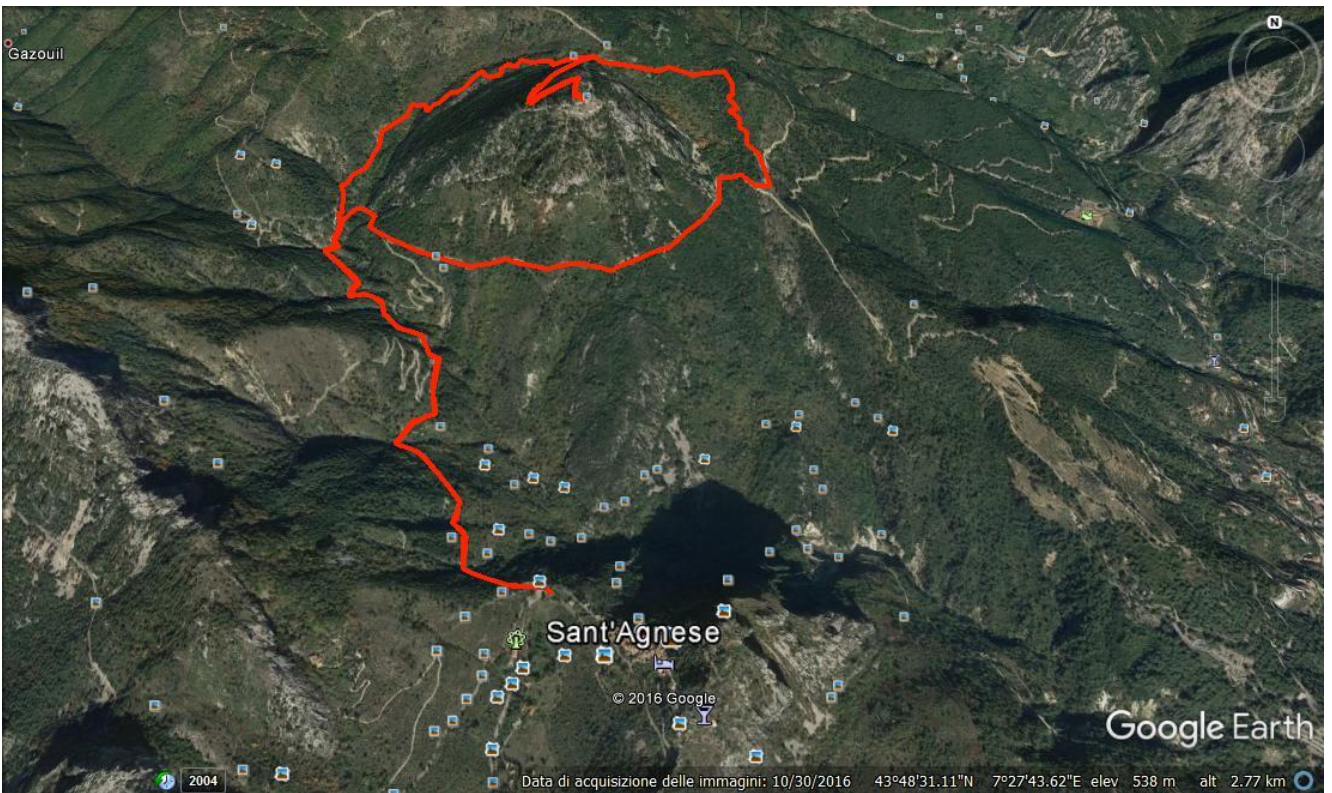 N
Gazouil
Sant'Agnese
© 2016 Google
Google Earth
2004
Data di acquisizione delle immagini: 10/30/2016 43°48'31.11"N 7°27'43.62"E elev 538 m alt 2.77 km